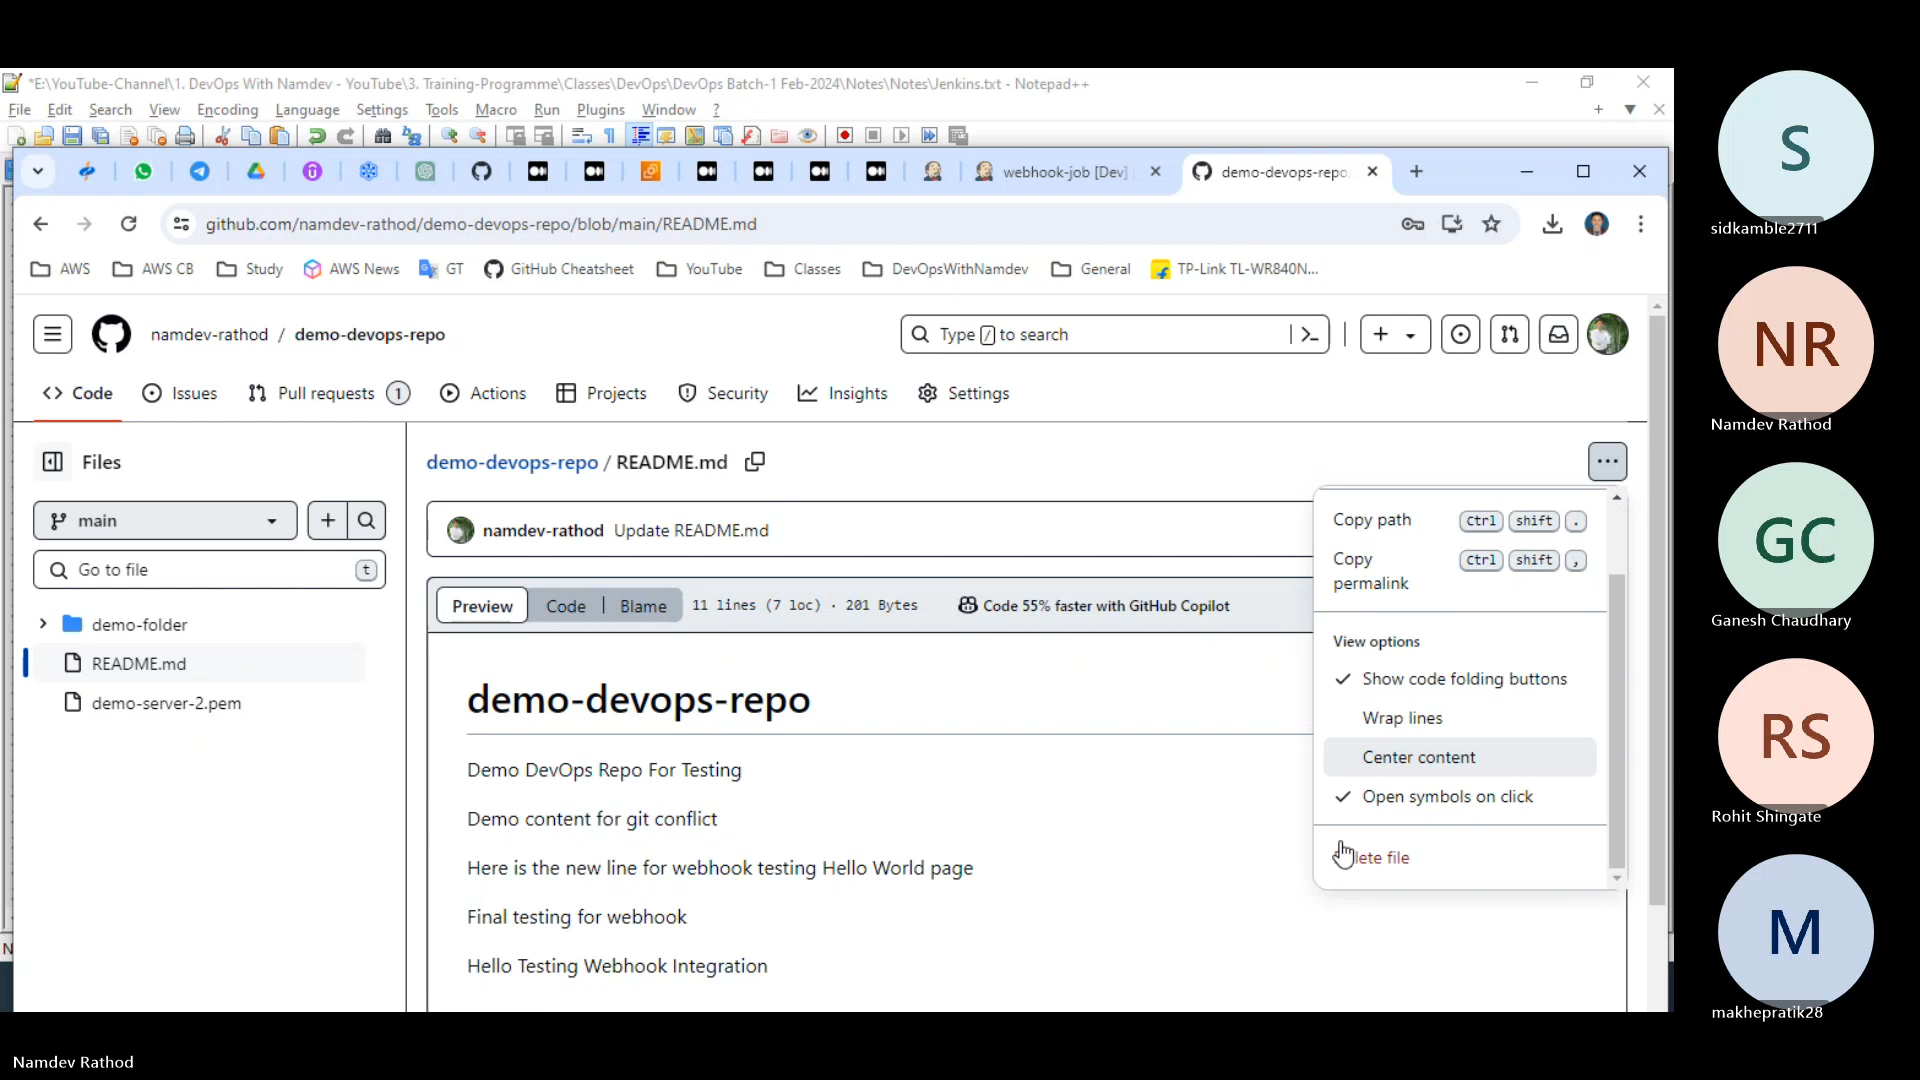 *E:\YouTube-Channel\1. DevOps With Namdev - YouTube\3. Training-Programme\Classes\DevOps\DevOps Batch-1 Feb-2024\Notes\Notes\Jenkins.txt - Notepad++
File Edit Search View Encoding Language Settings Tools Macro Run Plugins Window ?
webhook-job [Dev]
demo-devops-repo
github.com/namdev-rathod/demo-devops-repo/blob/main/README.md
AWS AWS CB Study AWS News GT GitHub Cheatsheet YouTube Classes DevOpsWithNamdev General TP-Link TL-WR840N...
namdev-rathod / demo-devops-repo
Type / to search
Code Issues Pull requests 1 Actions Projects Security Insights Settings
Files
demo-devops-repo / README.md
main
Go to file t
demo-folder
README.md
demo-server-2.pem
namdev-rathod Update README.md
Preview Code Blame 11 lines (7 loc) · 201 Bytes Code 55% faster with GitHub Copilot
demo-devops-repo
Demo DevOps Repo For Testing
Demo content for git conflict
Here is the new line for webhook testing Hello World page
Final testing for webhook
Hello Testing Webhook Integration
Copy path Ctrl shift .
Copy permalink Ctrl shift ,
View options
Show code folding buttons
Wrap lines
Center content
Open symbols on click
lete file
S
sidkamble2711
NR
Namdev Rathod
GC
Ganesh Chaudhary
RS
Rohit Shingate
M
makhepratik28
Namdev Rathod